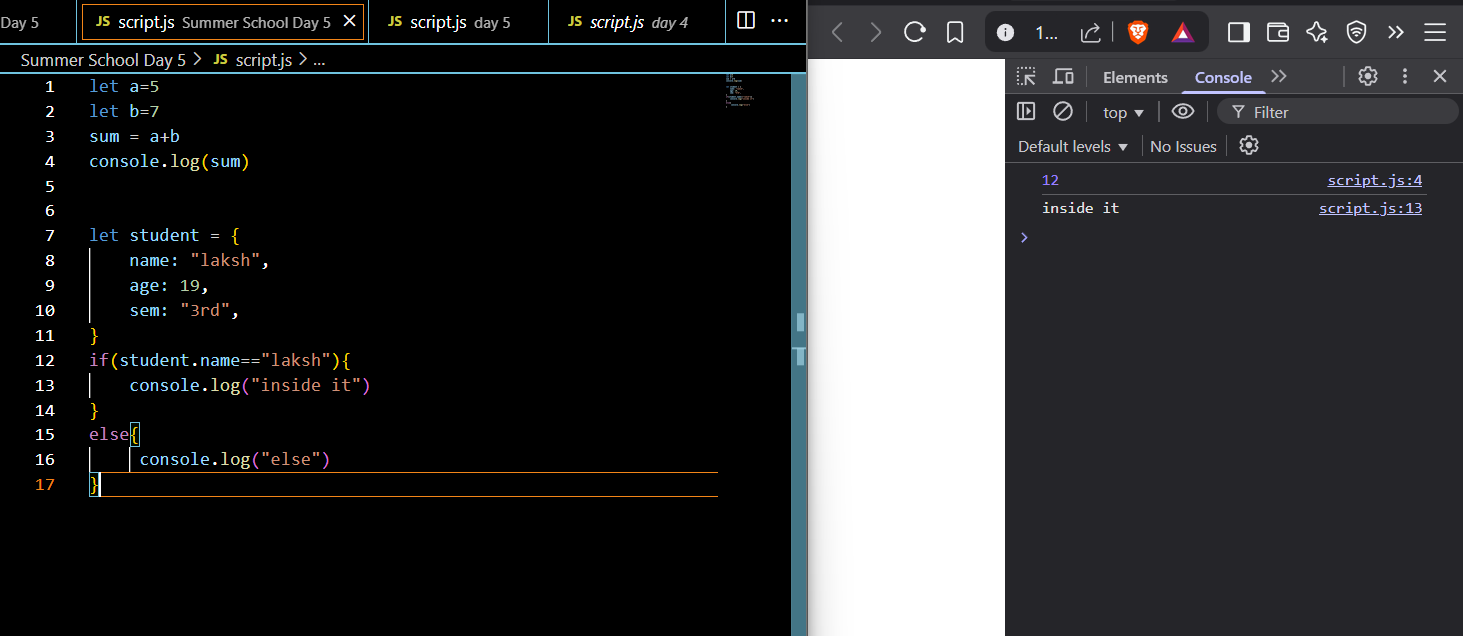 Day 5
JS script.js Summer School Day 5
JS script.js day 5
JS script.js day 4
Summer School Day 5 > JS script.js > ...
1 let a=5
2 let b=7
3 sum = a+b
4 console.log(sum)
5
6
7 let student = {
8 name: "laksh",
9 age: 19,
10 sem: "3rd",
11 }
12 if(student.name=="laksh"){
13 console.log("inside it")
14 }
15 else{
16 console.log("else")
17 }
1...
Elements Console
top Filter
Default levels No Issues
12 script.js:4
inside it script.js:13